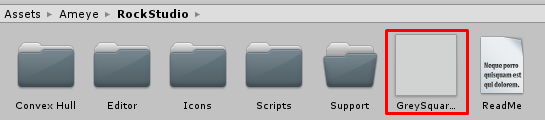 Assets ▸ Ameye ▸ RockStudio ▸
Convex Hull Editor Icons Scripts Support GreySquar... ReadMe
Neque porro
quisquam est
qui dolorem.